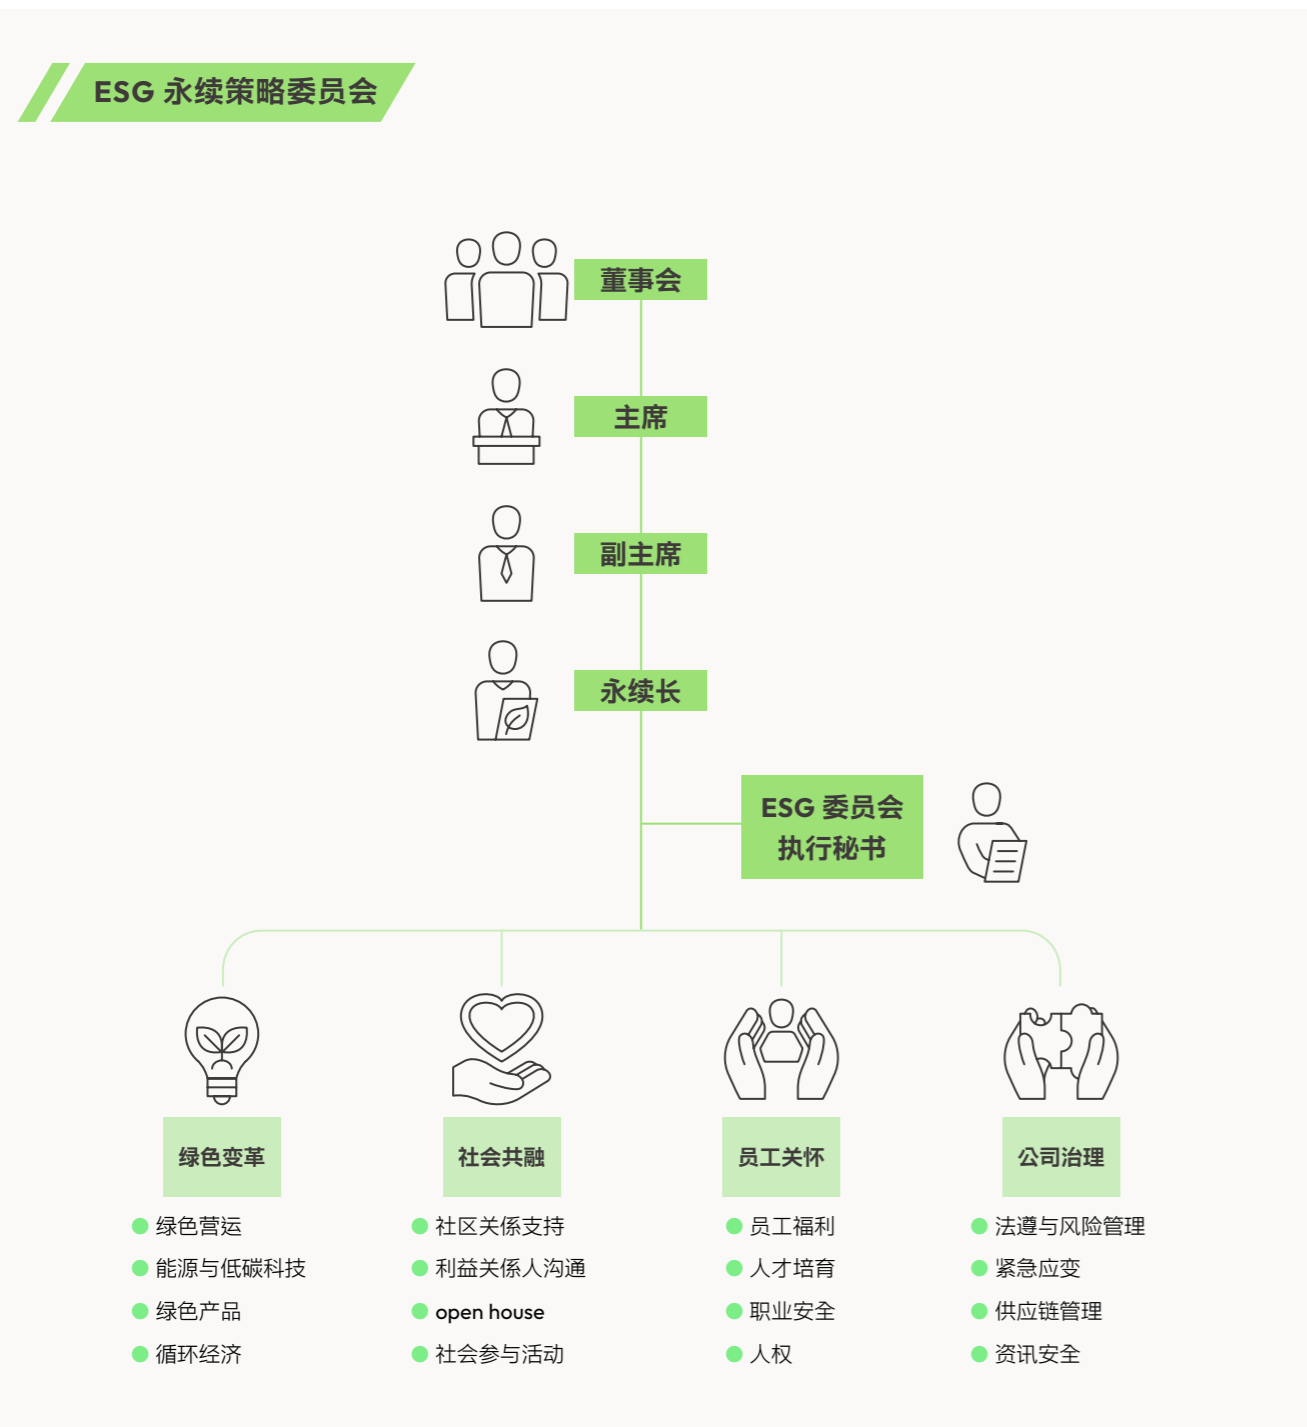 ESG 永续策略委员会
董事会
主席
副主席
永续长
ESG 委员会
执行秘书
绿色变革
绿色营运
能源与低碳科技
绿色产品
循环经济
社会共融
社区关係支持
利益关係人沟通
open house
社会参与活动
员工关怀
员工福利
人才培育
职业安全
人权
公司治理
法遵与风险管理
紧急应变
供应链管理
资讯安全